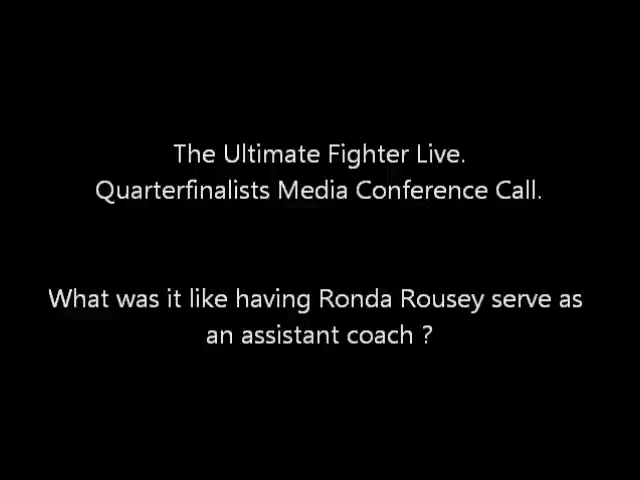 The Ultimate Fighter Live.
Quarterfinalists Media Conference Call.
What was it like having Ronda Rousey serve as
an assistant coach ?